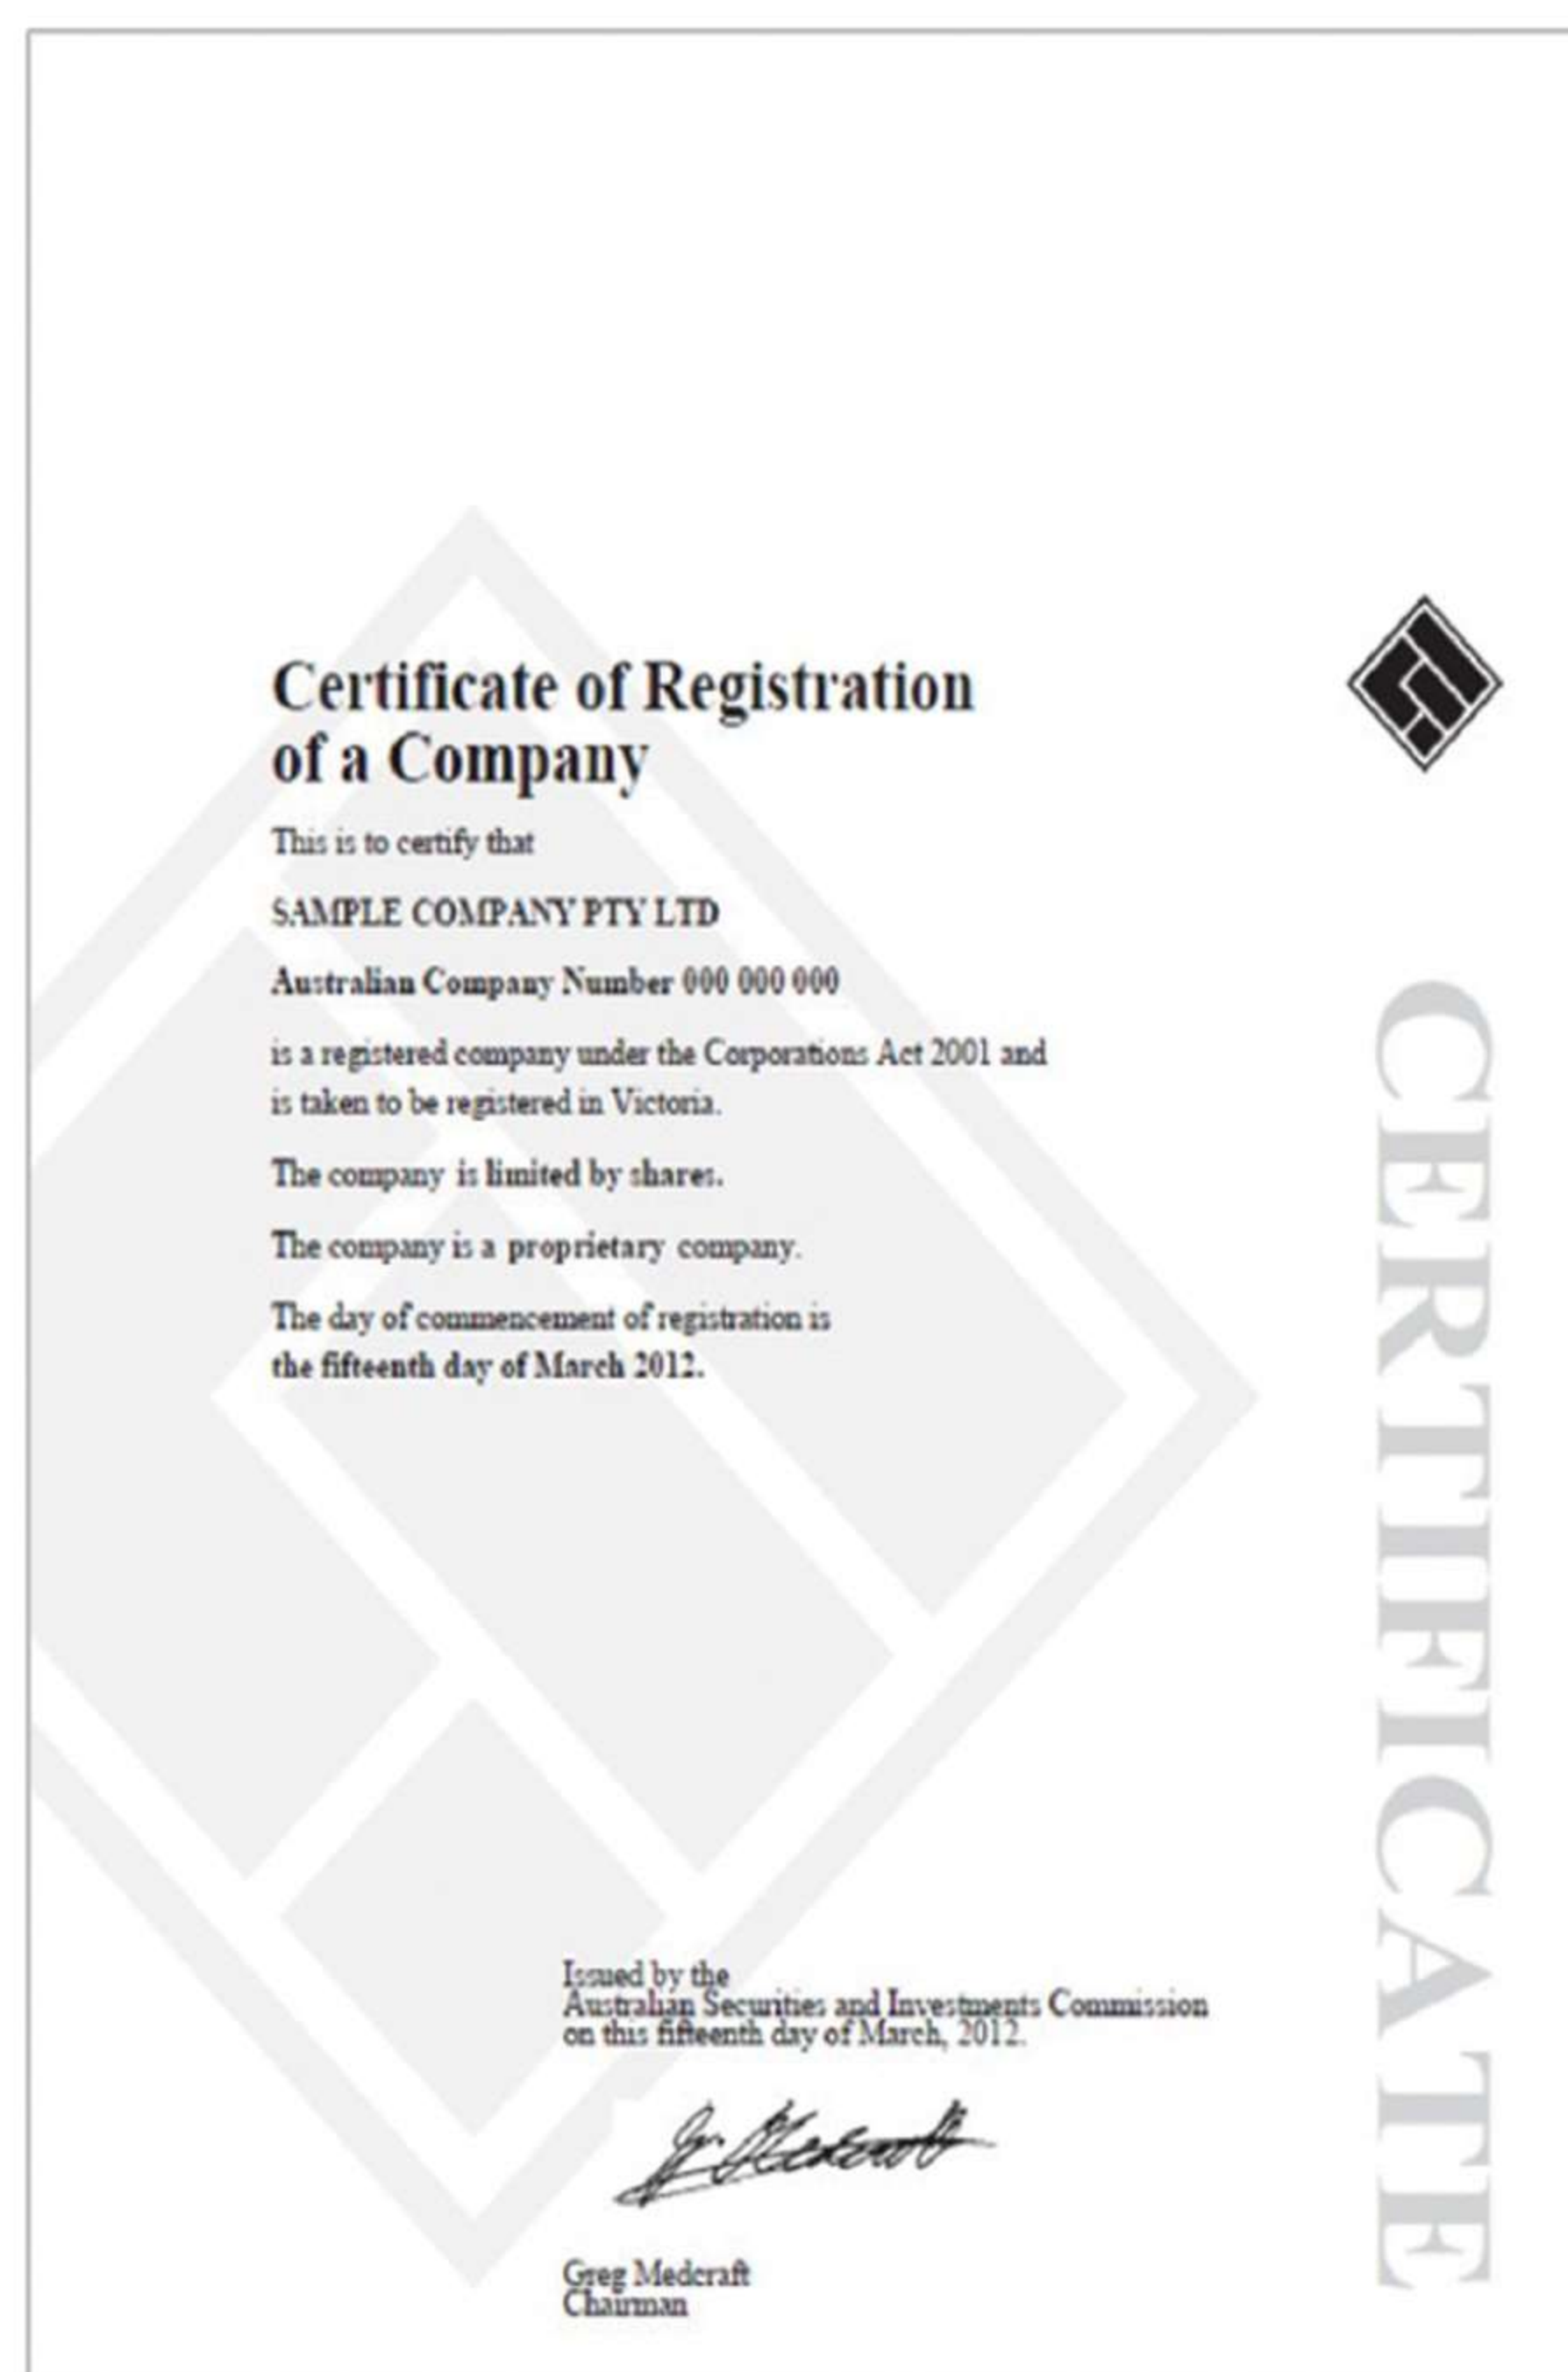 Certificate of Registration
of a Company
This is to certify that
SAMPLE COMPANY PTY LTD
Australian Company Number 000 000 000
is a registered company under the Corporations Act 2001 and
is taken to be registered in Victoria.
The company is limited by shares.
The company is a proprietary company.
The day of commencement of registration is
the fifteenth day of March 2012.
CERTIFICATE
Issued by the
Australian Securities and Investments Commission
on this fifteenth day of March, 2012.
G. Medcraft
Greg Medcraft
Chairman